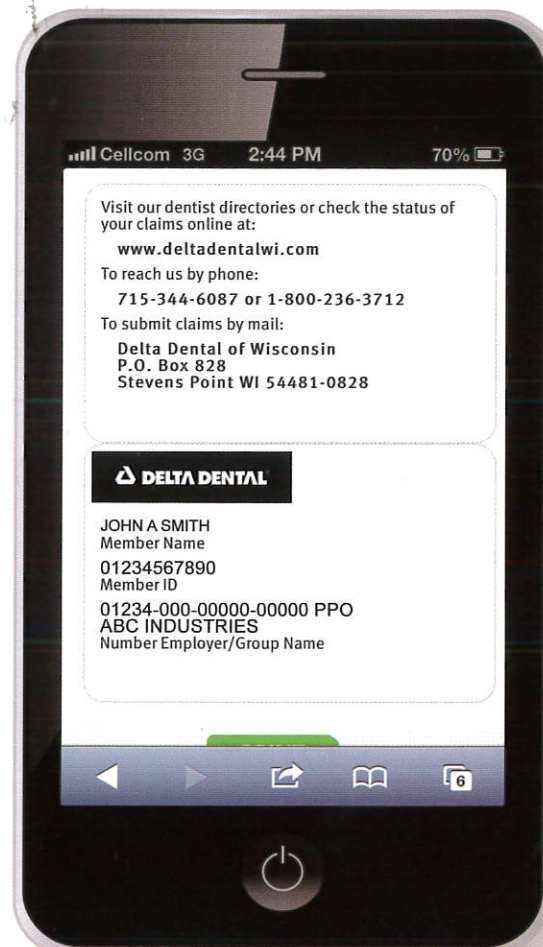 Cellcom 3G 2:44 PM 70%
Visit our dentist directories or check the status of
your claims online at:
www.deltadentalwi.com
To reach us by phone:
715-344-6087 or 1-800-236-3712
To submit claims by mail:
Delta Dental of Wisconsin
P.O. Box 828
Stevens Point WI 54481-0828
DELTA DENTAL
JOHN A SMITH
Member Name
01234567890
Member ID
01234-000-00000-00000 PPO
ABC INDUSTRIES
Number Employer/Group Name
6